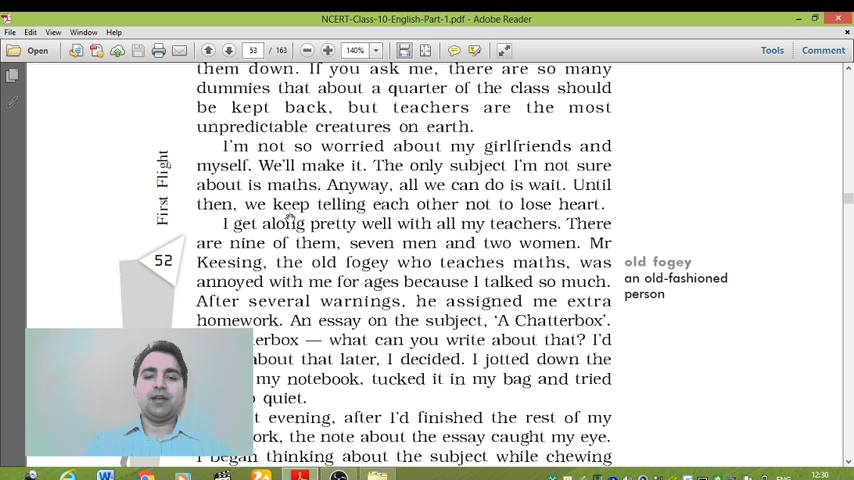 NCERT-Class-10-English-Part-1.pdf - Adobe Reader
File Edit View Window Help
Open 53 / 163 140% Tools Comment
them down. If you ask me, there are so many
dummies that about a quarter of the class should
be kept back, but teachers are the most
unpredictable creatures on earth.
I'm not so worried about my girlfriends and
myself. We'll make it. The only subject I'm not sure
about is maths. Anyway, all we can do is wait. Until
then, we keep telling each other not to lose heart.
I get along pretty well with all my teachers. There
are nine of them, seven men and two women. Mr
Keesing, the old fogey who teaches maths, was
annoyed with me for ages because I talked so much.
After several warnings, he assigned me extra
homework. An essay on the subject, ‘A Chatterbox’.
erbox — what can you write about that? I'd
about that later, I decided. I jotted down the
my notebook, tucked it in my bag and tried
quiet.
evening, after I'd finished the rest of my
ork, the note about the essay caught my eye.
I began thinking about the subject while chewing
First Flight
52
old fogey
an old-fashioned
person
12:30